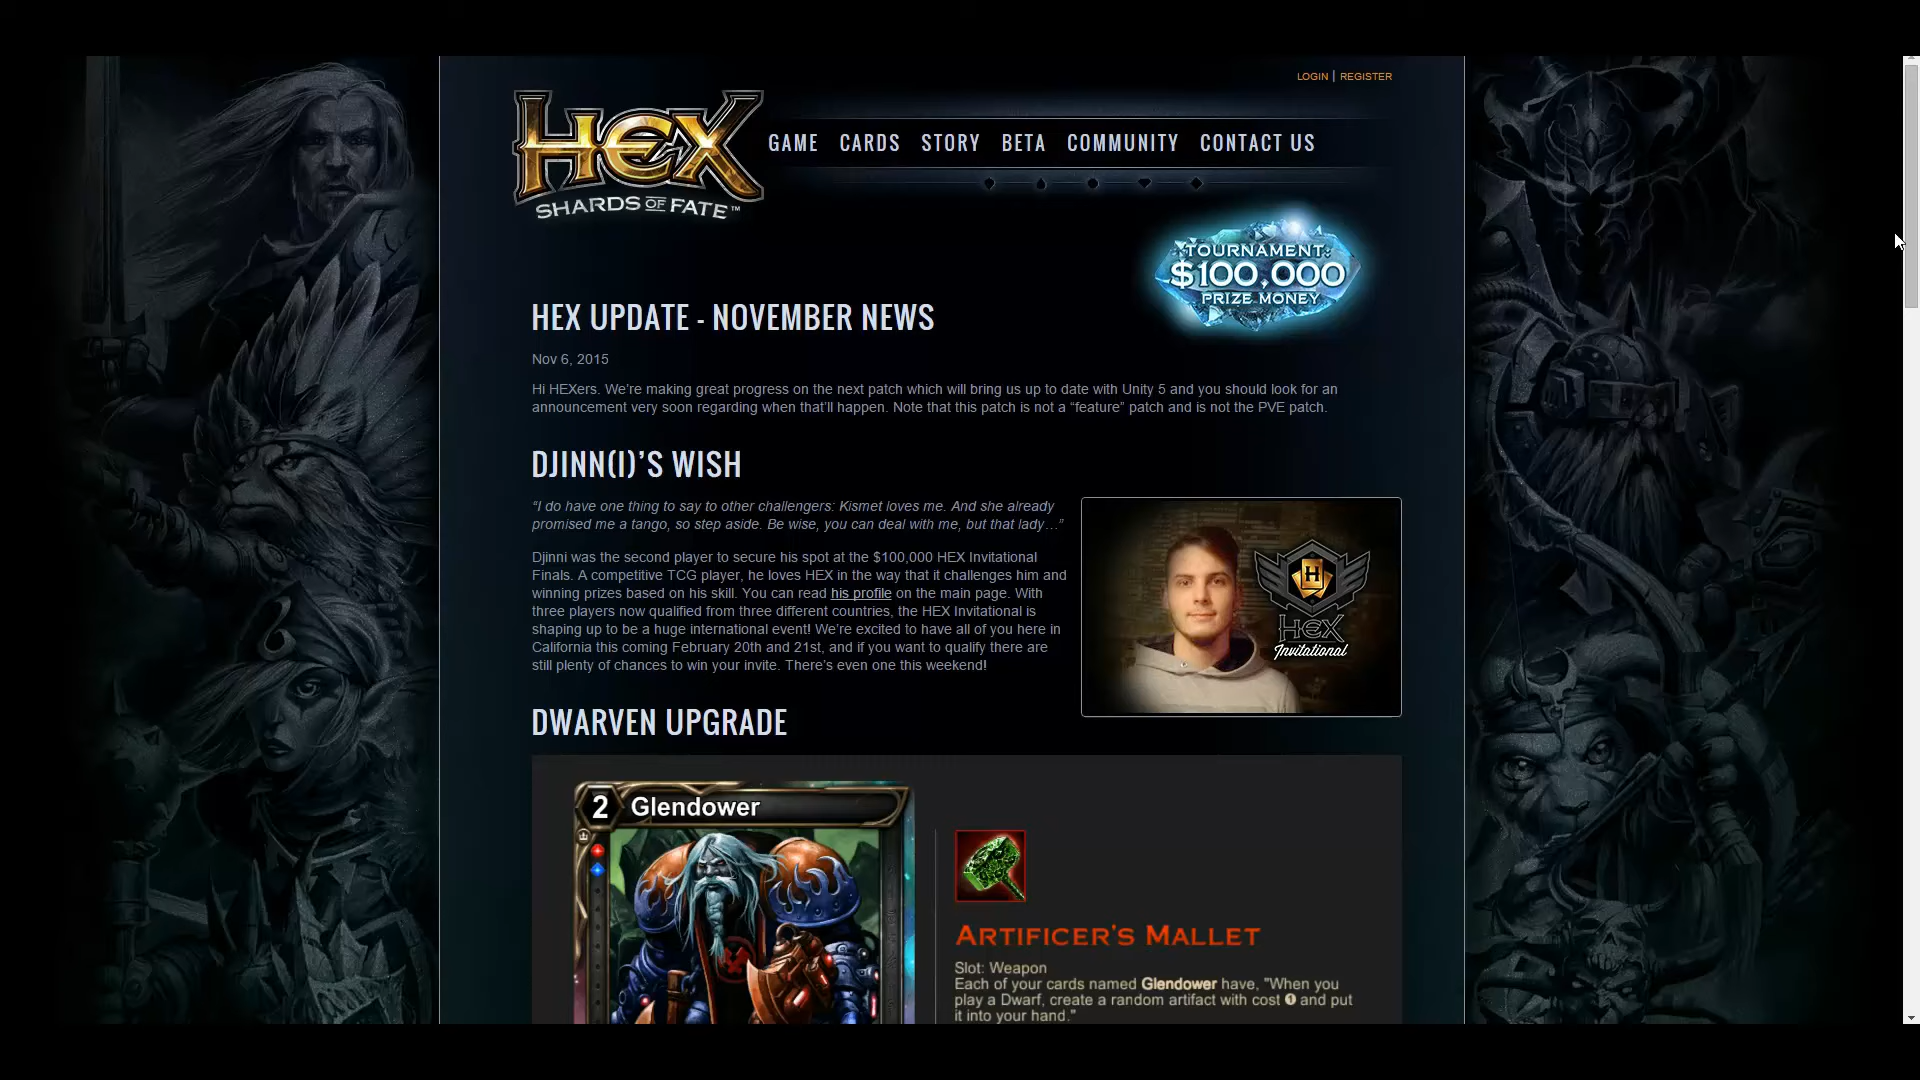 LOGIN | REGISTER
HEX
SHARDS OF FATE™
GAME CARDS STORY BETA COMMUNITY CONTACT US
TOURNAMENT:
$100,000
PRIZE MONEY
HEX UPDATE - NOVEMBER NEWS
Nov 6, 2015
Hi HEXers. We’re making great progress on the next patch which will bring us up to date with Unity 5 and you should look for an
announcement very soon regarding when that’ll happen. Note that this patch is not a “feature” patch and is not the PVE patch.
DJINN(I)’S WISH
“I do have one thing to say to other challengers: Kismet loves me. And she already
promised me a tango, so step aside. Be wise, you can deal with me, but that lady…”
Djinni was the second player to secure his spot at the $100,000 HEX Invitational
Finals. A competitive TCG player, he loves HEX in the way that it challenges him and
winning prizes based on his skill. You can read his profile on the main page. With
three players now qualified from three different countries, the HEX Invitational is
shaping up to be a huge international event! We’re excited to have all of you here in
California this coming February 20th and 21st, and if you want to qualify there are
still plenty of chances to win your invite. There’s even one this weekend!
H
HEX
Invitational
DWARVEN UPGRADE
2 Glendower
ARTIFICER'S MALLET
Slot: Weapon
Each of your cards named Glendower have, "When you
play a Dwarf, create a random artifact with cost 1 and put
it into your hand."